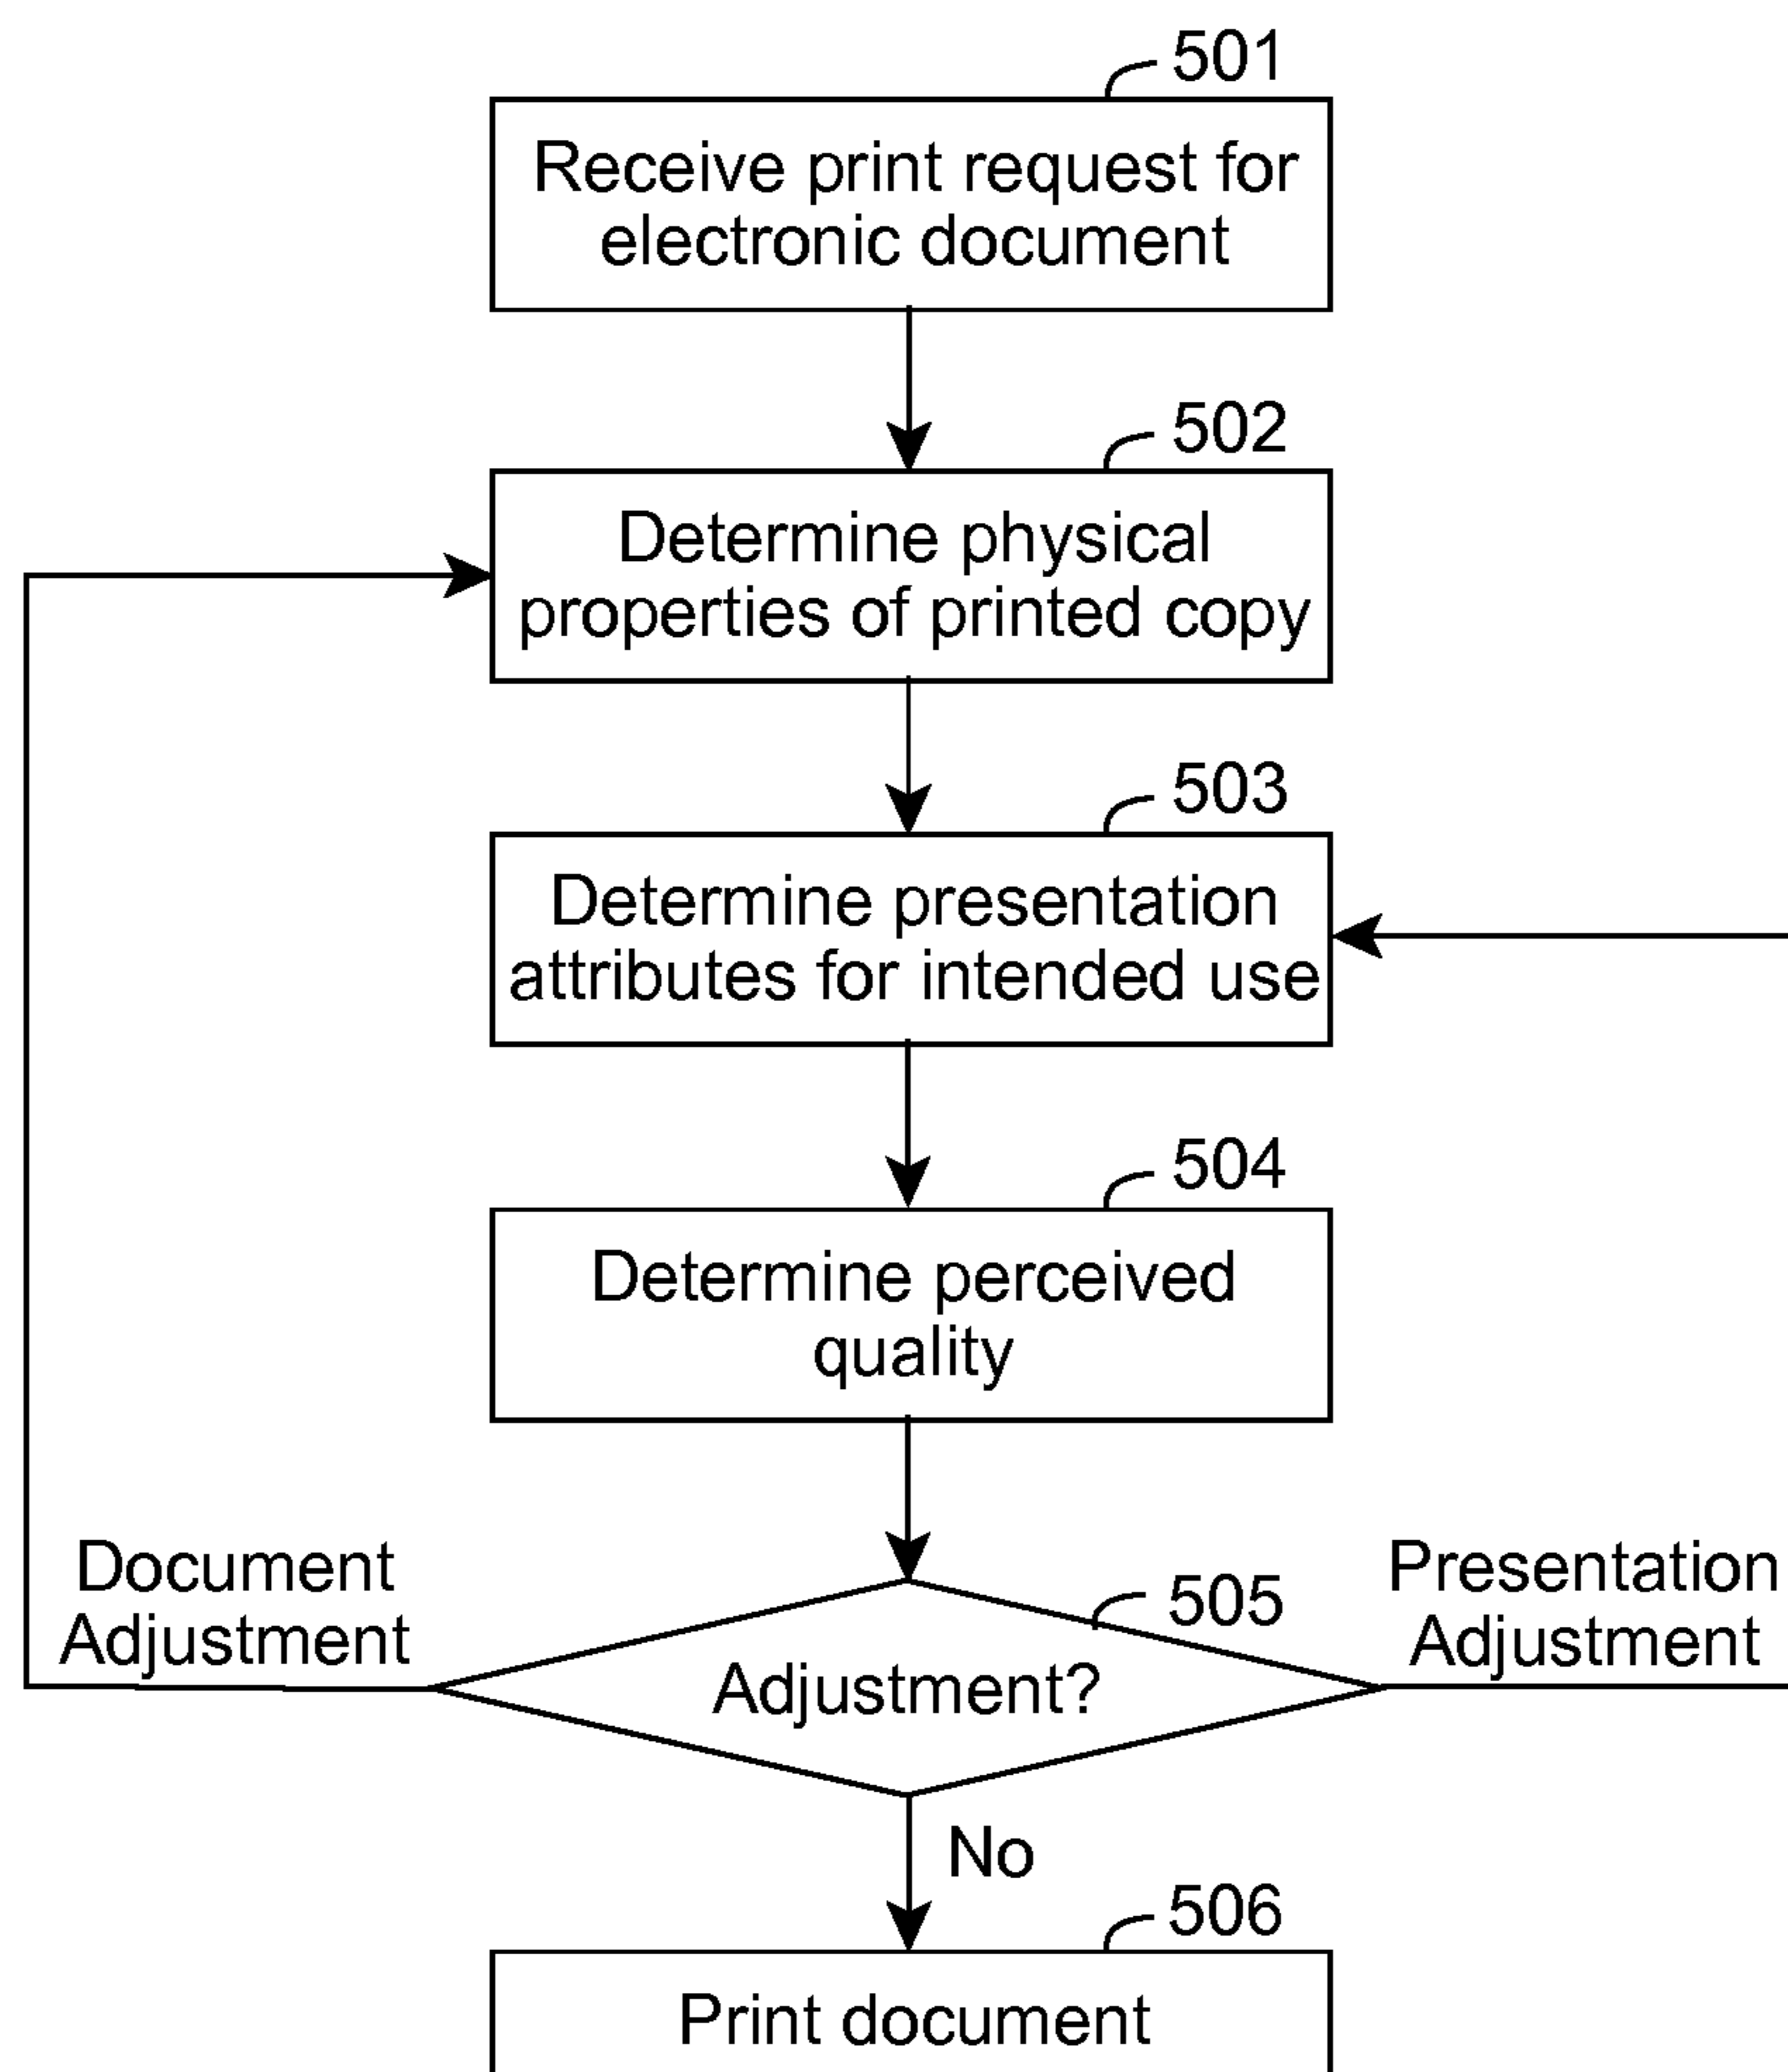 501
Receive print request for
electronic document
502
Determine physical
properties of printed copy
503
Determine presentation
attributes for intended use
504
Determine perceived
quality
Document
Adjustment
505
Adjustment?
Presentation
Adjustment
No
506
Print document